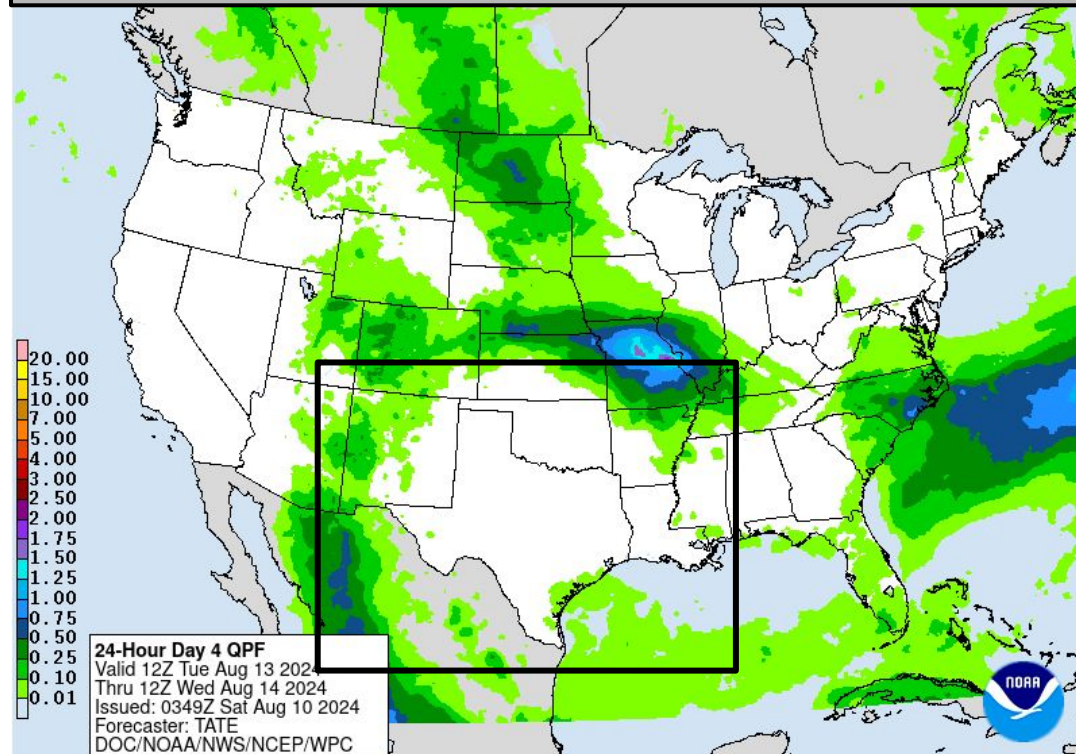 20.00
15.00
10.00
7.00
5.00
4.00
3.00
2.50
2.00
1.75
1.50
1.25
1.00
0.75
0.50
0.25
0.10
0.01
24-Hour Day 4 QPF
Valid 12Z Tue Aug 13 2024
Thru 12Z Wed Aug 14 2024
Issued: 0349Z Sat Aug 10 2024
Forecaster: TATE
DOC/NOAA/NWS/NCEP/WPC
NOAA